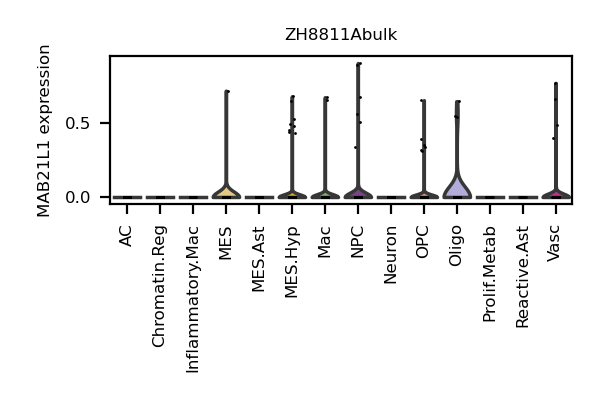 ZH8811Abulk
MAB21L1 expression
0.5
0.0
AC
Chromatin.Reg
Inflammatory.Mac
MES
MES.Ast
MES.Hyp
Mac
NPC
Neuron
OPC
Oligo
Prolif.Metab
Reactive.Ast
Vasc